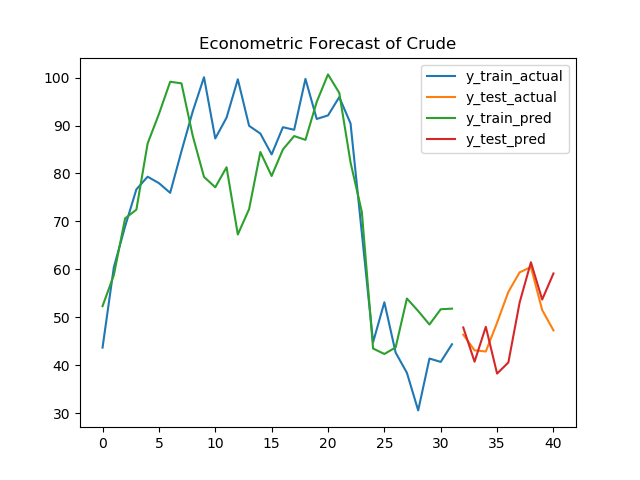 Econometric Forecast of Crude
y_train_actual
y_test_actual
y_train_pred
y_test_pred
100
90
80
70
60
50
40
30
0 5 10 15 20 25 30 35 40